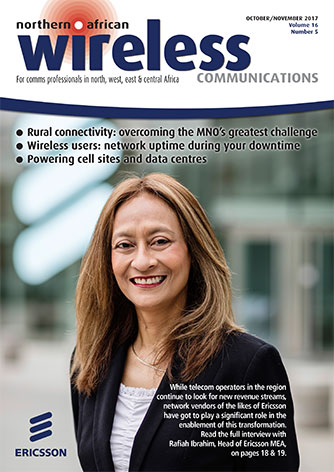 northern african
OCTOBER/NOVEMBER 2017
Volume 16
Number 5
wireless
COMMUNICATIONS
For comms professionals in north, west, east & central Africa
● Rural connectivity: overcoming the MNO's greatest challenge
● Wireless users: network uptime during your downtime
● Powering cell sites and data centres
While telecom operators in the region
continue to look for new revenue streams,
network vendors of the likes of Ericsson
have got to play a significant role in the
enablement of this transformation.
Read the full interview with
Rafiah Ibrahim, Head of Ericsson MEA,
on pages 18 & 19.
ERICSSON